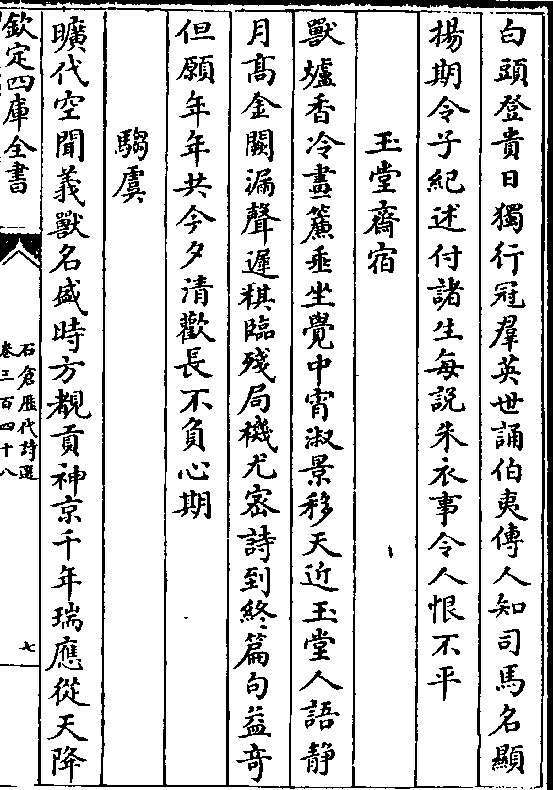 白頭登貴日獨行冠羣英世誦伯夷傳人知司馬名顯
揚期令子紀述付諸生每説朱衣事令人恨不平
玉堂齋宿
獸爐香冷畫簾垂坐覺中宵淑景移天近玉堂人語静
月髙金闕漏聲遲棋臨殘局機尤宻詩到終篇句益奇
但願年年共今夕清歡長不負心期
騶虞
曠代空聞義獸名盛時方覩貢神京千年瑞應從天降
欽定四庫全書
石倉歴代詩選
卷三百四十八
七